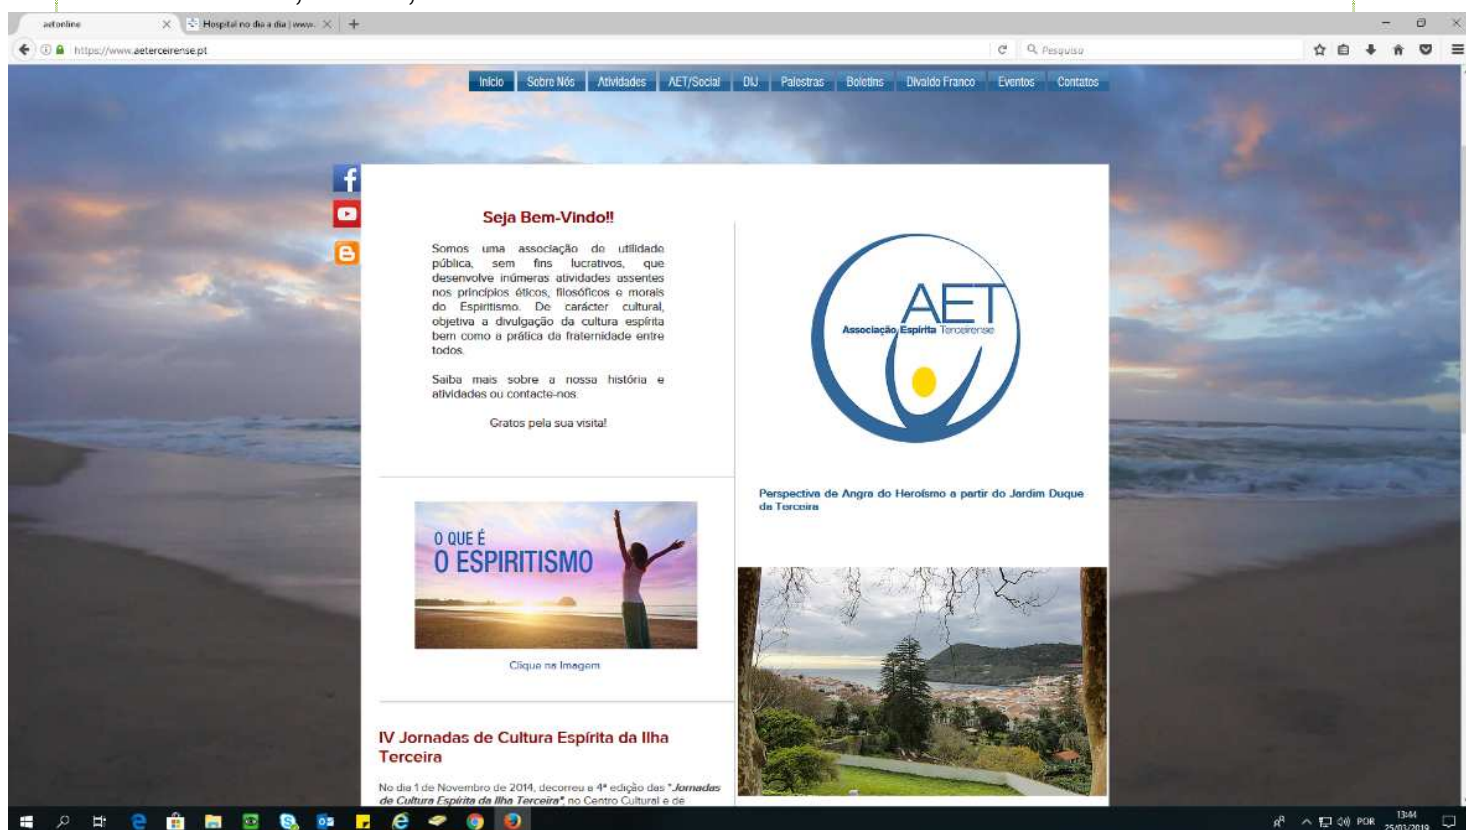 aetonline
Hospital no dia a dia | www.
https://www.aeterceirense.pt
Pesquisa
Início Sobre Nós Atividades AET/Social DIJ Palestras Boletins Divaldo Franco Eventos Contatos
Seja Bem-Vindo!!
Somos uma associação de utilidade
pública, sem fins lucrativos, que
desenvolve inúmeras atividades assentes
nos princípios éticos, filosóficos e morais
do Espiritismo. De carácter cultural,
objetiva a divulgação da cultura espírita
bem como a prática da fraternidade entre
todos.
Saiba mais sobre a nossa história e
atividades ou contacte-nos.
Gratos pela sua visita!
O QUE É
O ESPIRITISMO
Clique na Imagem
IV Jornadas de Cultura Espírita da Ilha
Terceira
No dia 1 de Novembro de 2014, decorreu a 4ª edição das "Jornadas
de Cultura Espírita da Ilha Terceira", no Centro Cultural e de
AET
Associação Espírita Terceirense
Perspectiva de Angra do Heroísmo a partir do Jardim Duque
da Terceira
POR
13:44
25/03/2019